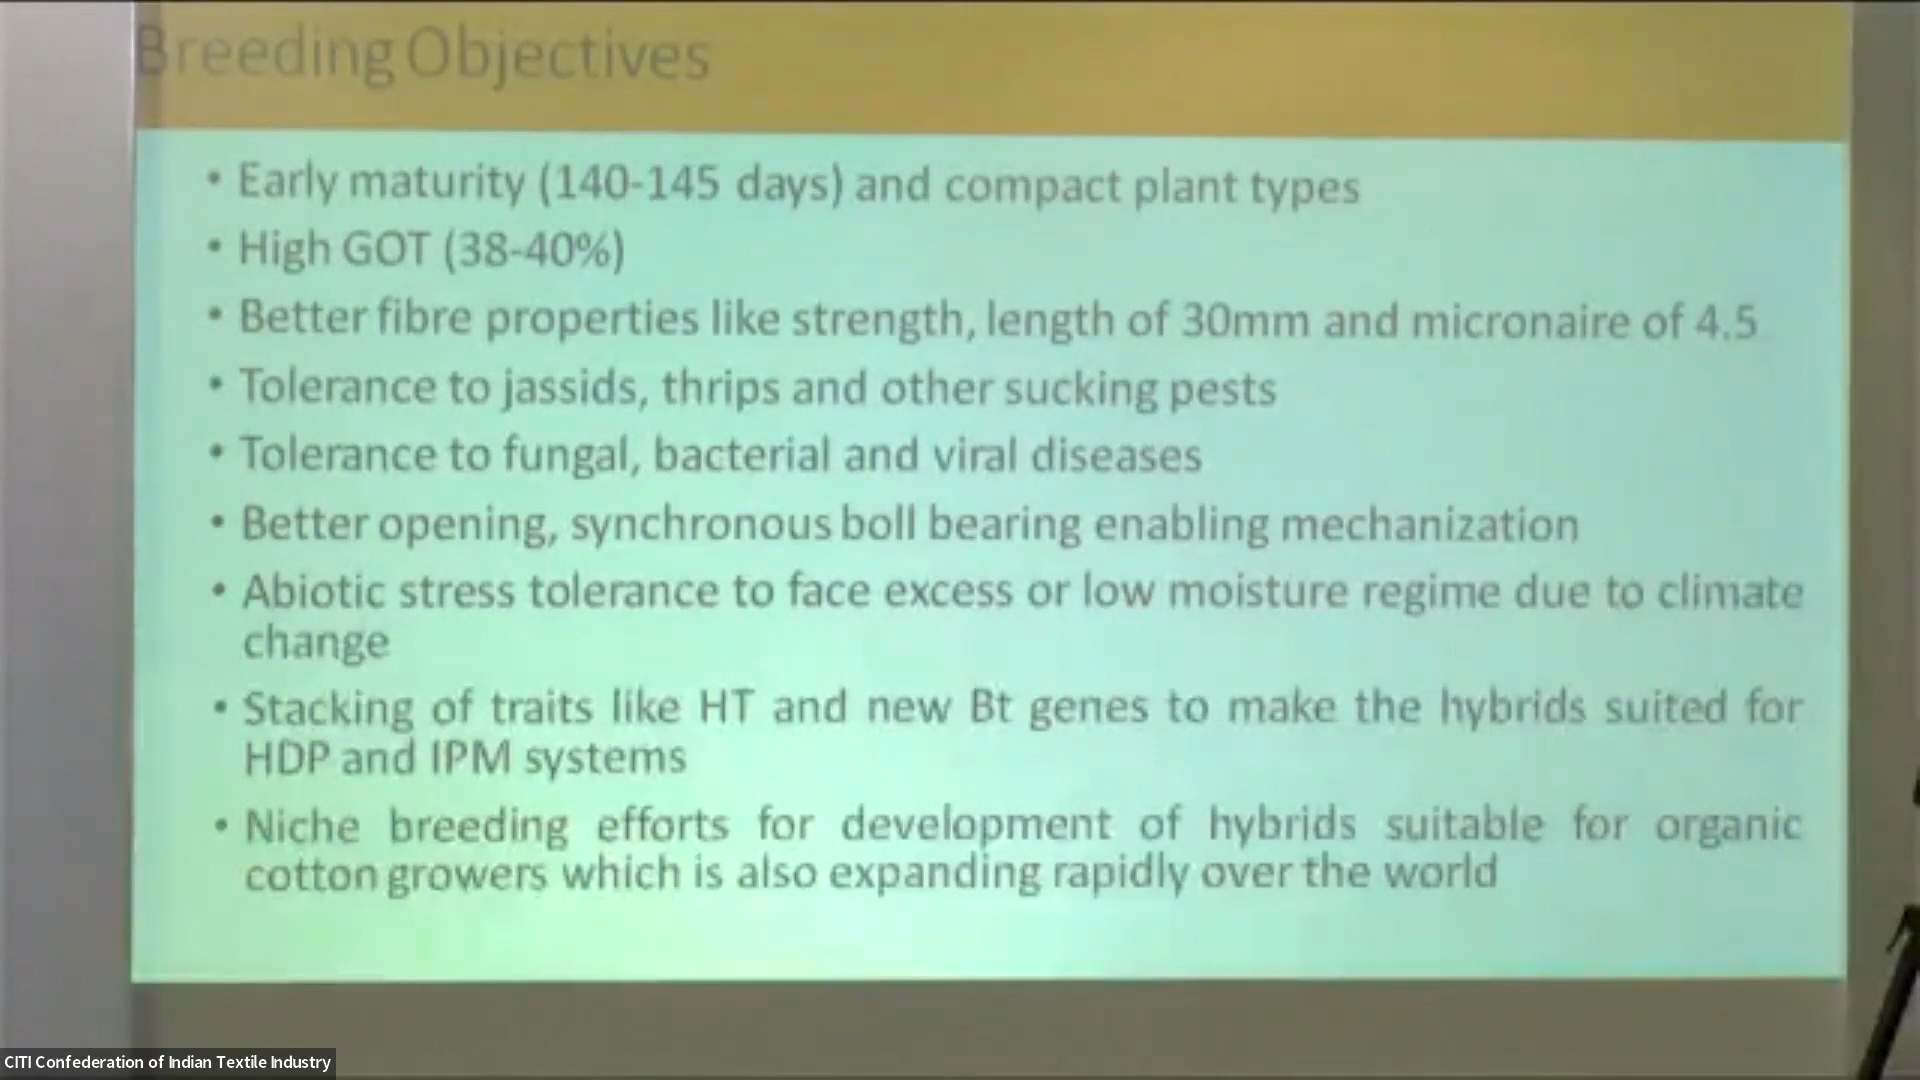 Breeding Objectives
• Early maturity (140-145 days) and compact plant types
• High GOT (38-40%)
• Better fibre properties like strength, length of 30mm and micronaire of 4.5
• Tolerance to jassids, thrips and other sucking pests
• Tolerance to fungal, bacterial and viral diseases
• Better opening, synchronous boll bearing enabling mechanization
• Abiotic stress tolerance to face excess or low moisture regime due to climate
change
• Stacking of traits like HT and new Bt genes to make the hybrids suited for
HDP and IPM systems
• Niche breeding efforts for development of hybrids suitable for organic
cotton growers which is also expanding rapidly over the world
CITI Confederation of Indian Textile Industry